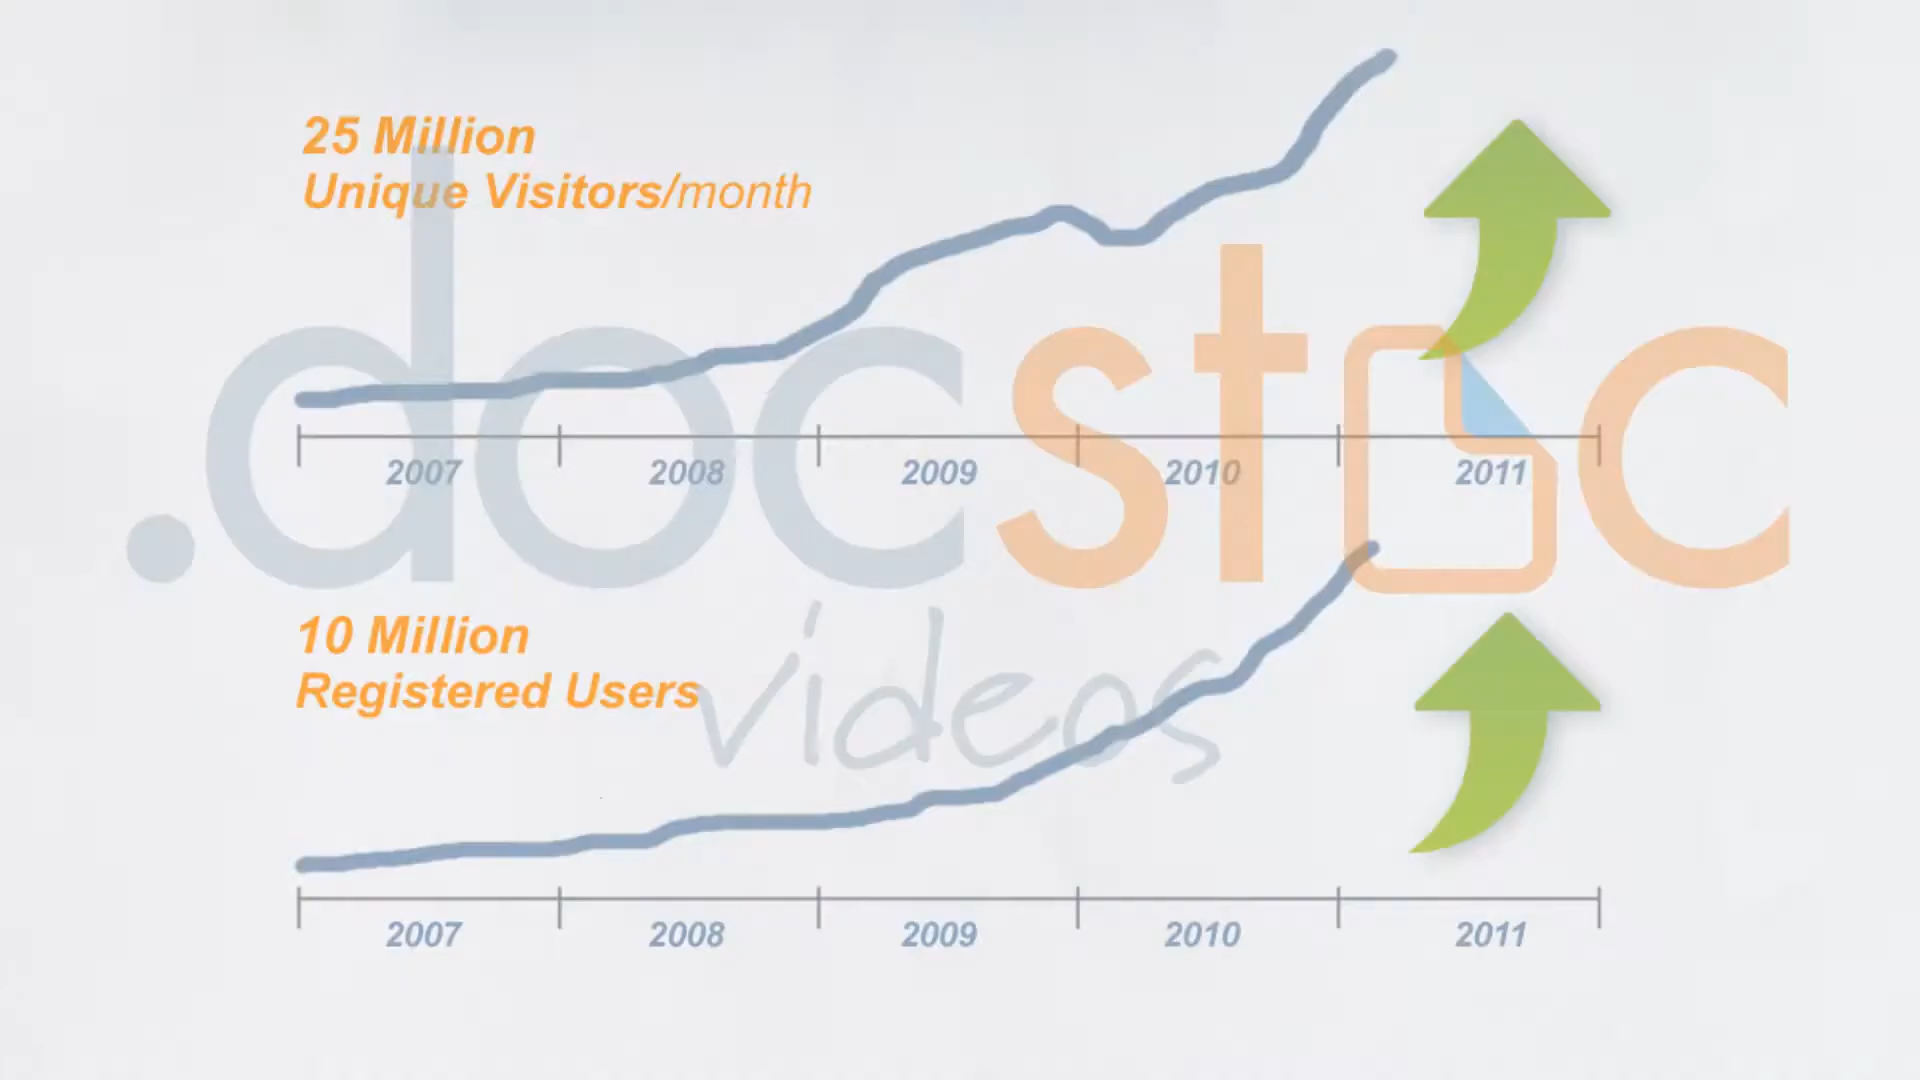 25 Million
Unique Visitors/month
2007 2008 2009 2010 2011
.docstoc
videos
10 Million
Registered Users
2007 2008 2009 2010 2011